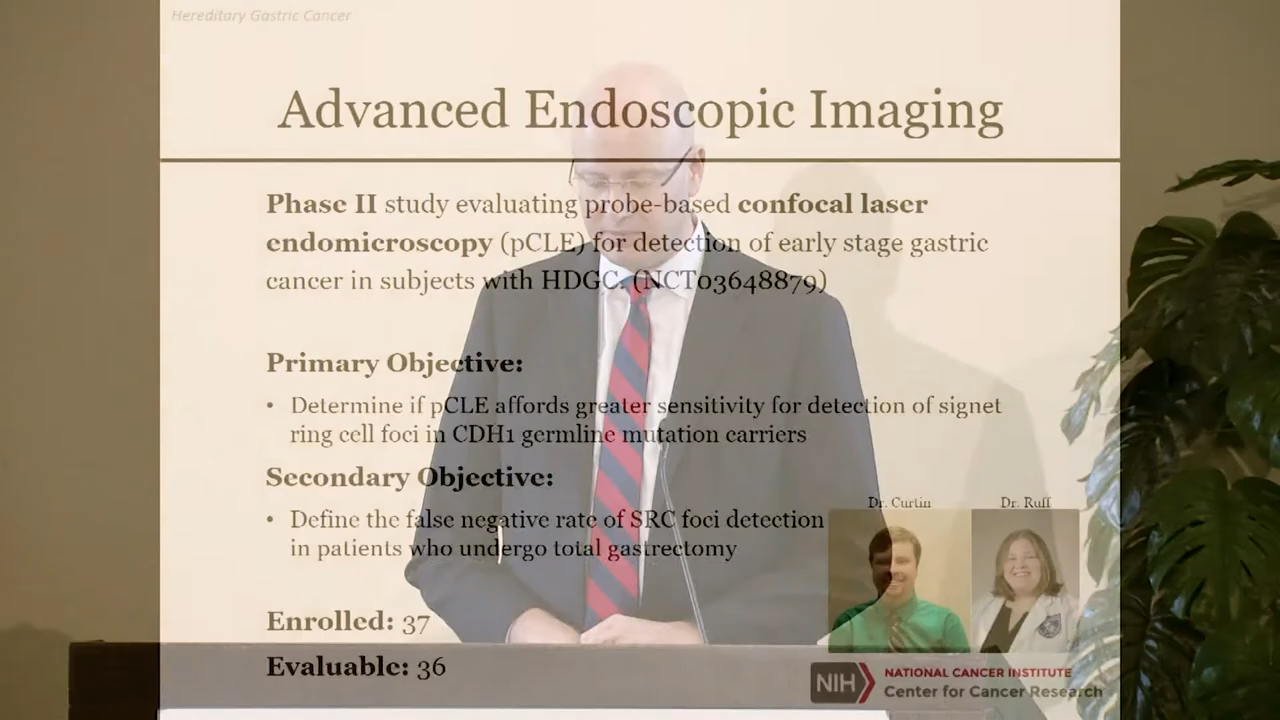 Hereditary Gastric Cancer
Advanced Endoscopic Imaging
Phase II study evaluating probe-based confocal laser
endomicroscopy (pCLE) for detection of early stage gastric
cancer in subjects with HDGC. (NCT03648879)
Primary Objective:
• Determine if pCLE affords greater sensitivity for detection of signet
ring cell foci in CDH1 germline mutation carriers
Secondary Objective:
• Define the false negative rate of SRC foci detection
in patients who undergo total gastrectomy
Dr. Curtin
Dr. Ruff
Enrolled: 37
Evaluable: 36
NIH
NATIONAL CANCER INSTITUTE
Center for Cancer Research